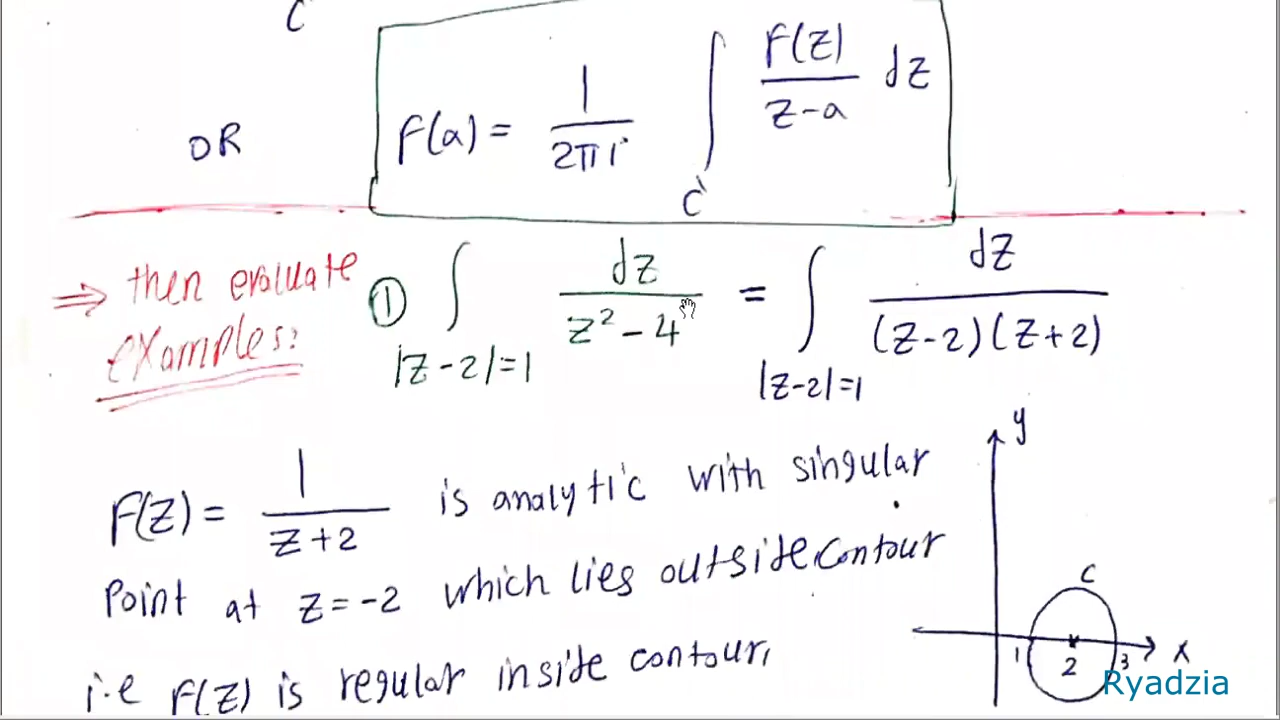 C
OR F(a) = 1/2πi ∫_C F(z)/z-a dz
⇒ then evaluate examples:
① ∫_|z-2|=1 dz/z²-4 = ∫_|z-2|=1 dz/(z-2)(z+2)
F(z) = 1/z+2 is analytic with singular
point at z=-2 which lies outside contour
i.e F(z) is regular inside contour,
y
C
x
1 2 3
Ryadzia